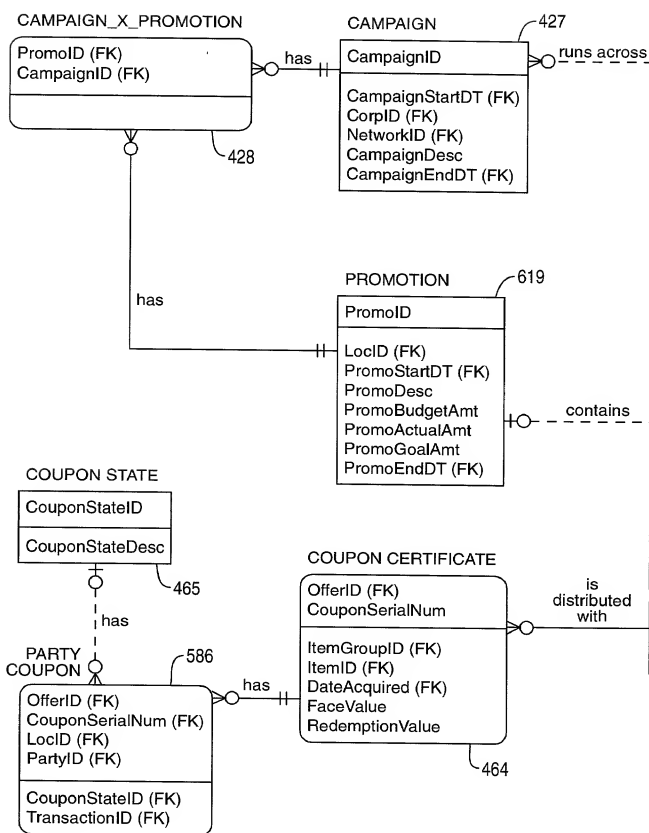 CAMPAIGN_X_PROMOTION
PromoID (FK)
CampaignID (FK)
428
has
CAMPAIGN
427
CampaignID
CampaignStartDT (FK)
CorpID (FK)
NetworkID (FK)
CampaignDesc
CampaignEndDT (FK)
runs across
has
PROMOTION
619
PromoID
LocID (FK)
PromoStartDT (FK)
PromoDesc
PromoBudgetAmt
PromoActualAmt
PromoGoalAmt
PromoEndDT (FK)
contains
COUPON STATE
CouponStateID
CouponStateDesc
465
has
COUPON CERTIFICATE
OfferID (FK)
CouponSerialNum
ItemGroupID (FK)
ItemID (FK)
DateAcquired (FK)
FaceValue
RedemptionValue
464
is
distributed
with
PARTY
COUPON
586
OfferID (FK)
CouponSerialNum (FK)
LocID (FK)
PartyID (FK)
CouponStateID (FK)
TransactionID (FK)
has